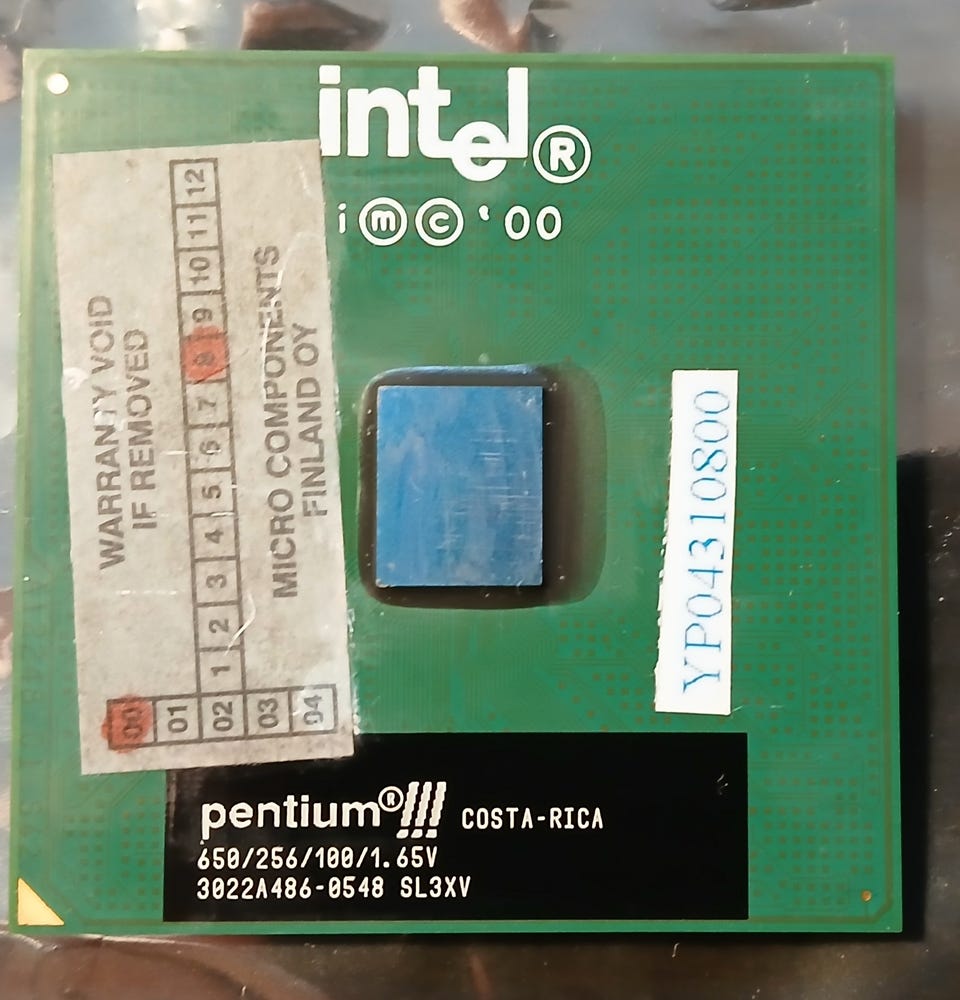 intel®
i ⓜ © '00
WARRANTY VOID
IF REMOVED
1 2 3 4 5 6 7 8 9 10 11 12
00 01 02 03 04
MICRO COMPONENTS
FINLAND OY
YP04310800
pentium®III COSTA-RICA
650/256/100/1.65V
3022A486-0548 SL3XV